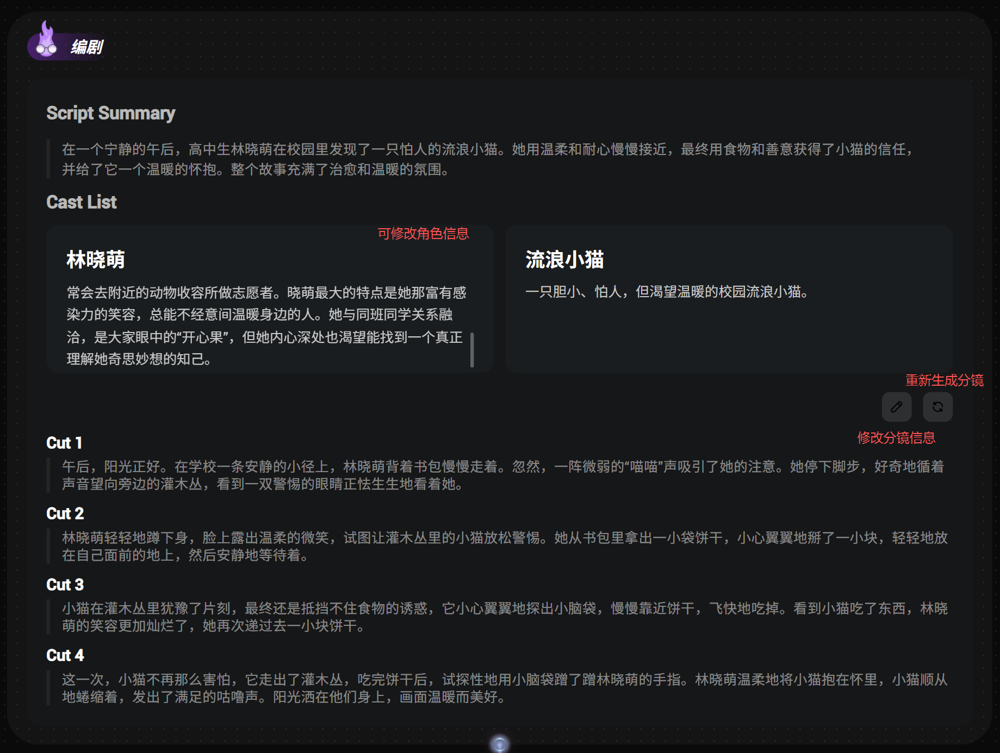 编剧
Script Summary
在一个宁静的午后，高中生林晓萌在校园里发现了一只怕人的流浪小猫。她用温柔和耐心慢慢接近，最终用食物和善意获得了小猫的信任，
并给了它一个温暖的怀抱。整个故事充满了治愈和温暖的氛围。
Cast List
可修改角色信息
林晓萌
常会去附近的动物收容所做志愿者。晓萌最大的特点是她那富有感
染力的笑容，总能不经意间温暖身边的人。她与同班同学关系融
洽，是大家眼中的“开心果”，但她内心深处也渴望能找到一个真正
理解她奇思妙想的知己。
流浪小猫
一只胆小、怕人，但渴望温暖的校园流浪小猫。
重新生成分镜
修改分镜信息
Cut 1
午后，阳光正好。在学校一条安静的小径上，林晓萌背着书包慢慢走着。忽然，一阵微弱的“喵喵”声吸引了她的注意。她停下脚步，好奇地循着
声音望向旁边的灌木丛，看到一双警惕的眼睛正怯生生地看着她。
Cut 2
林晓萌轻轻地蹲下身，脸上露出温柔的微笑，试图让灌木丛里的小猫放松警惕。她从书包里拿出一小袋饼干，小心翼翼地掰了一小块，轻轻地放
在自己面前的地上，然后安静地等待着。
Cut 3
小猫在灌木丛里犹豫了片刻，最终还是抵挡不住食物的诱惑，它小心翼翼地探出小脑袋，慢慢靠近饼干，飞快地吃掉。看到小猫吃了东西，林晓
萌的笑容更加灿烂了，她再次递过去一小块饼干。
Cut 4
这一次，小猫不再那么害怕，它走出了灌木丛，吃完饼干后，试探性地用小脑袋蹭了蹭林晓萌的手指。林晓萌温柔地将小猫抱在怀里，小猫顺从
地蜷缩着，发出了满足的咕噜声。阳光洒在他们身上，画面温暖而美好。